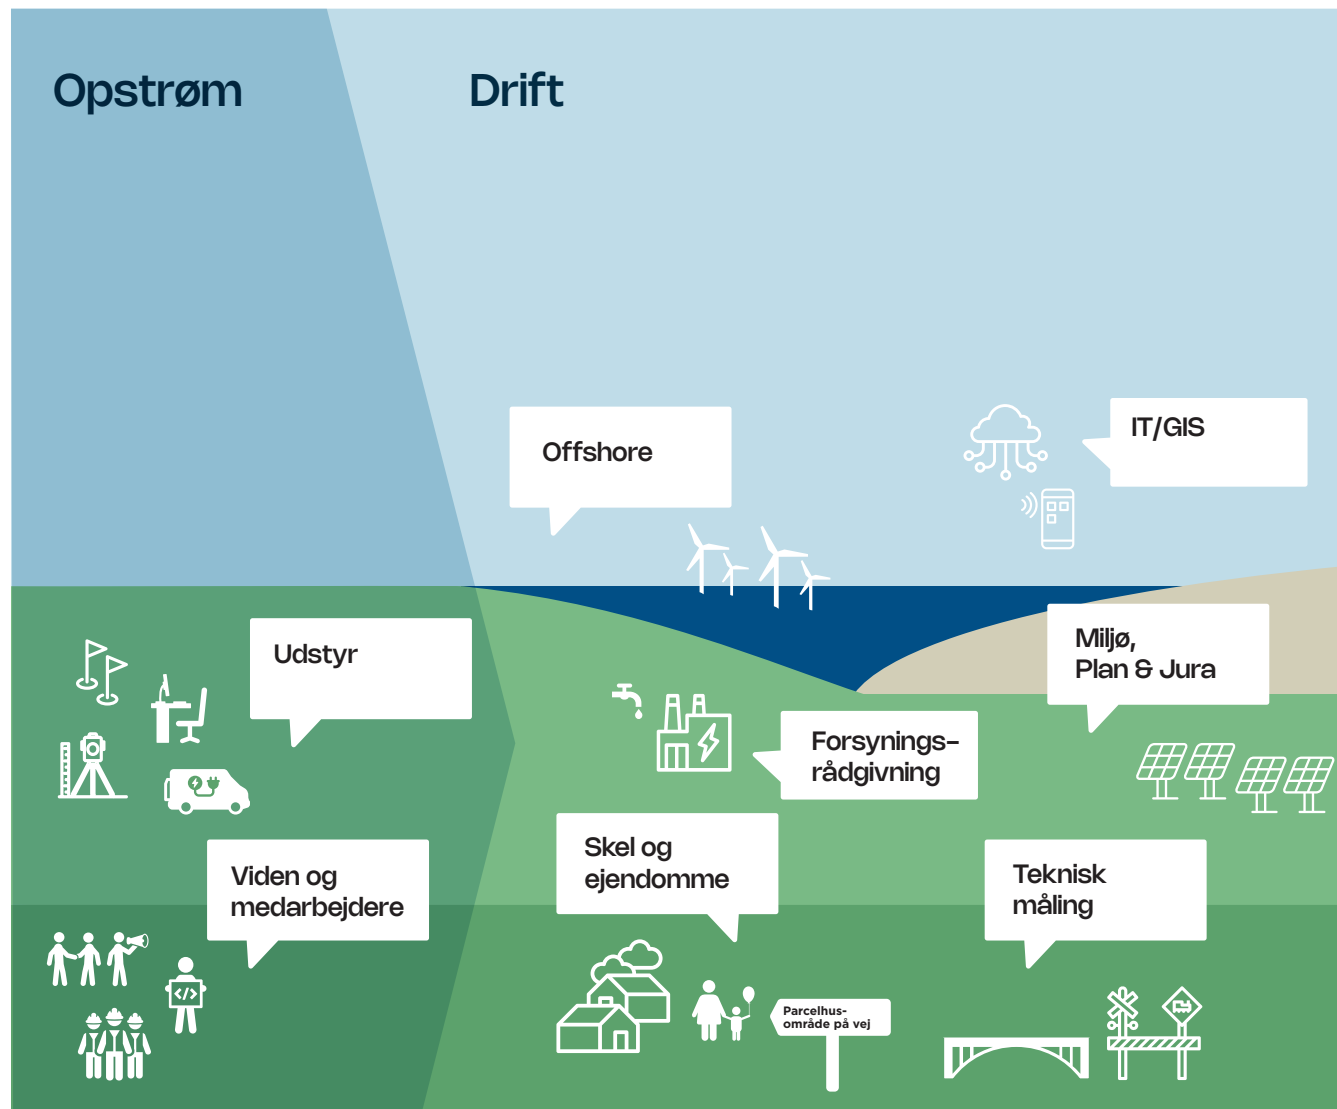 Opstrøm
Drift
Offshore
IT/GIS
Udstyr
Miljø,
Plan & Jura
Forsynings-
rådgivning
Viden og
medarbejdere
Skel og
ejendomme
Teknisk
måling
</>
Parcelhus-
område på vej